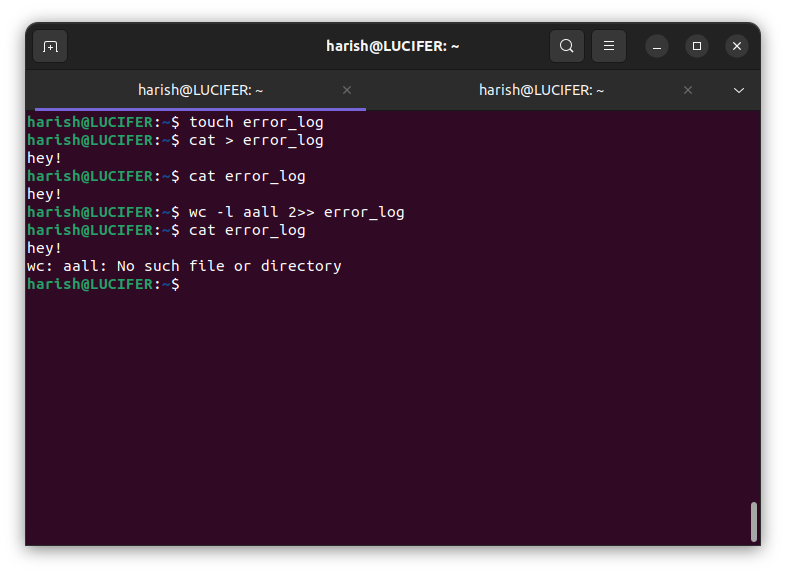 harish@LUCIFER: ~
harish@LUCIFER: ~
harish@LUCIFER: ~
harish@LUCIFER:~$ touch error_log
harish@LUCIFER:~$ cat > error_log
hey!
harish@LUCIFER:~$ cat error_log
hey!
harish@LUCIFER:~$ wc -l aall 2>> error_log
harish@LUCIFER:~$ cat error_log
hey!
wc: aall: No such file or directory
harish@LUCIFER:~$